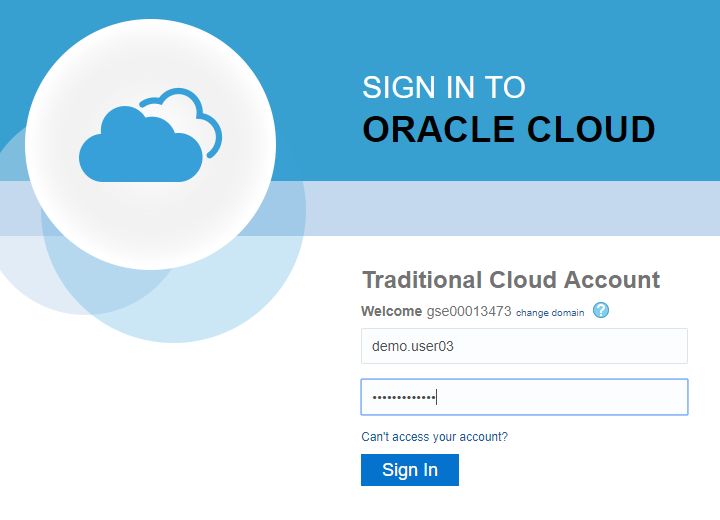 SIGN IN TO
ORACLE CLOUD
Traditional Cloud Account
Welcome gse00013473 change domain ?
demo.user03
•••••••••••••
Can't access your account?
Sign In